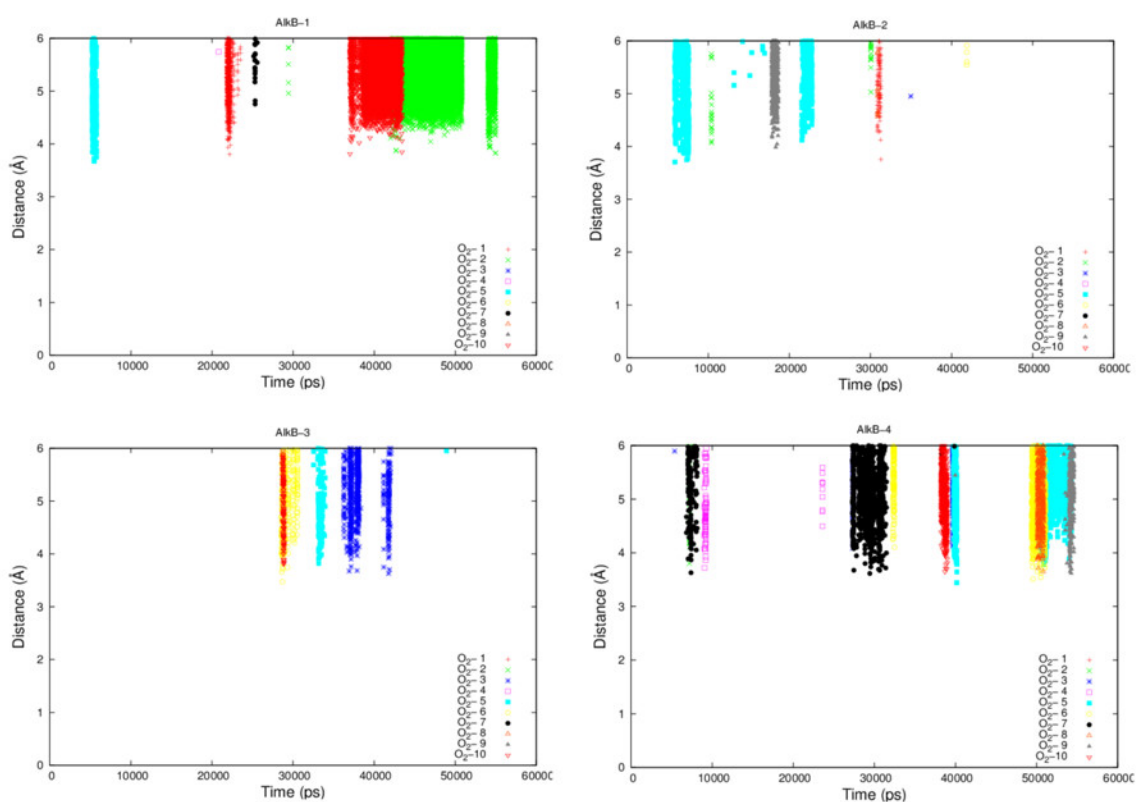 AlkB-1
6
5
4
3
2
1
0
Distance (Å)
O₂-1
O₂-2
O₂-3
O₂-4
O₂-5
O₂-6
O₂-7
O₂-8
O₂-9
O₂-10
0 10000 20000 30000 40000 50000 60000
Time (ps)
AlkB-2
6
5
4
3
2
1
0
Distance (Å)
O₂-1
O₂-2
O₂-3
O₂-4
O₂-5
O₂-6
O₂-7
O₂-8
O₂-9
O₂-10
0 10000 20000 30000 40000 50000 60000
Time (ps)
AlkB-3
6
5
4
3
2
1
0
Distance (Å)
O₂-1
O₂-2
O₂-3
O₂-4
O₂-5
O₂-6
O₂-7
O₂-8
O₂-9
O₂-10
0 10000 20000 30000 40000 50000 60000
Time (ps)
AlkB-4
6
5
4
3
2
1
0
Distance (Å)
O₂-1
O₂-2
O₂-3
O₂-4
O₂-5
O₂-6
O₂-7
O₂-8
O₂-9
O₂-10
0 10000 20000 30000 40000 50000 60000
Time (ps)